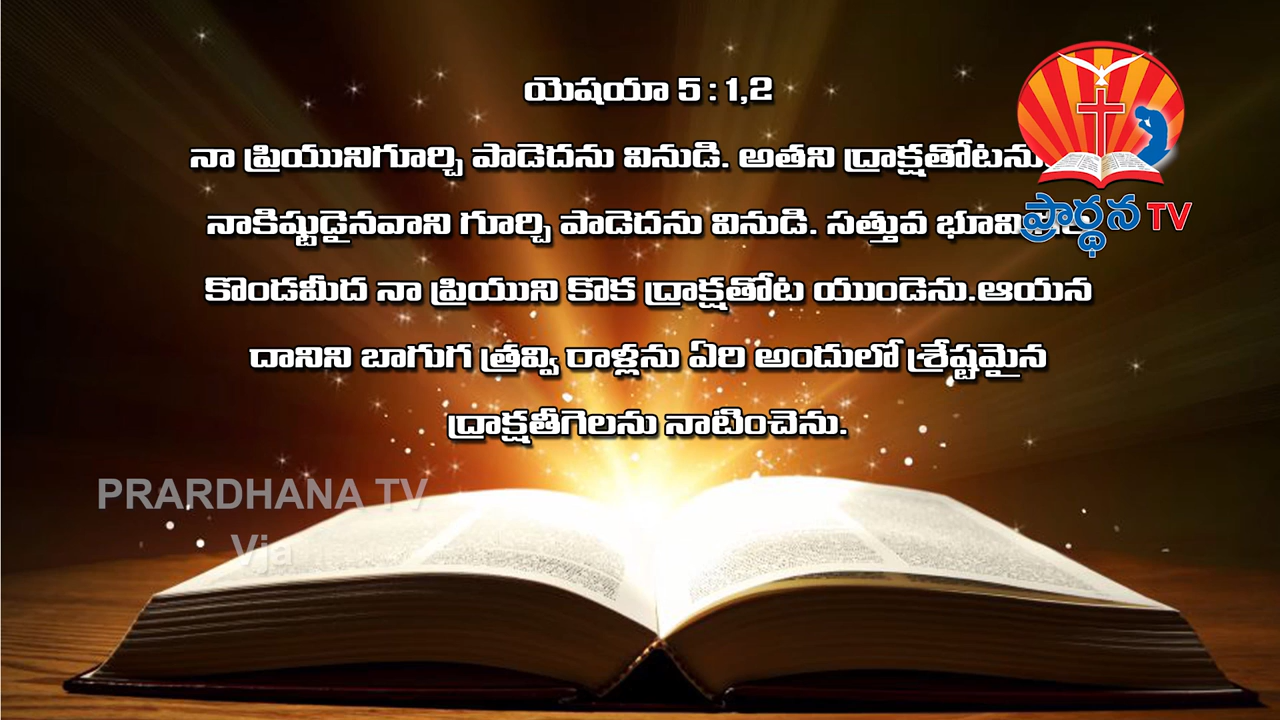 యెషయా 5 : 1,2
నా ప్రియునిగూర్చి పాడెదను వినుడి. అతని ద్రాక్షతోటను
నాకిష్టుడైనవాని గూర్చి పాడెదను వినుడి. సత్తువ
కొండమీద నా ప్రియుని కొక ద్రాక్షతోట యుండెను.ఆయన
దానిని బాగుగ త్రవ్వి రాళ్లను ఏరి అందులో శ్రేష్టమైన
ద్రాక్షతీగెలను నాటించెను.
ప్రార్థన TV
PRARDHANA TV
Vja